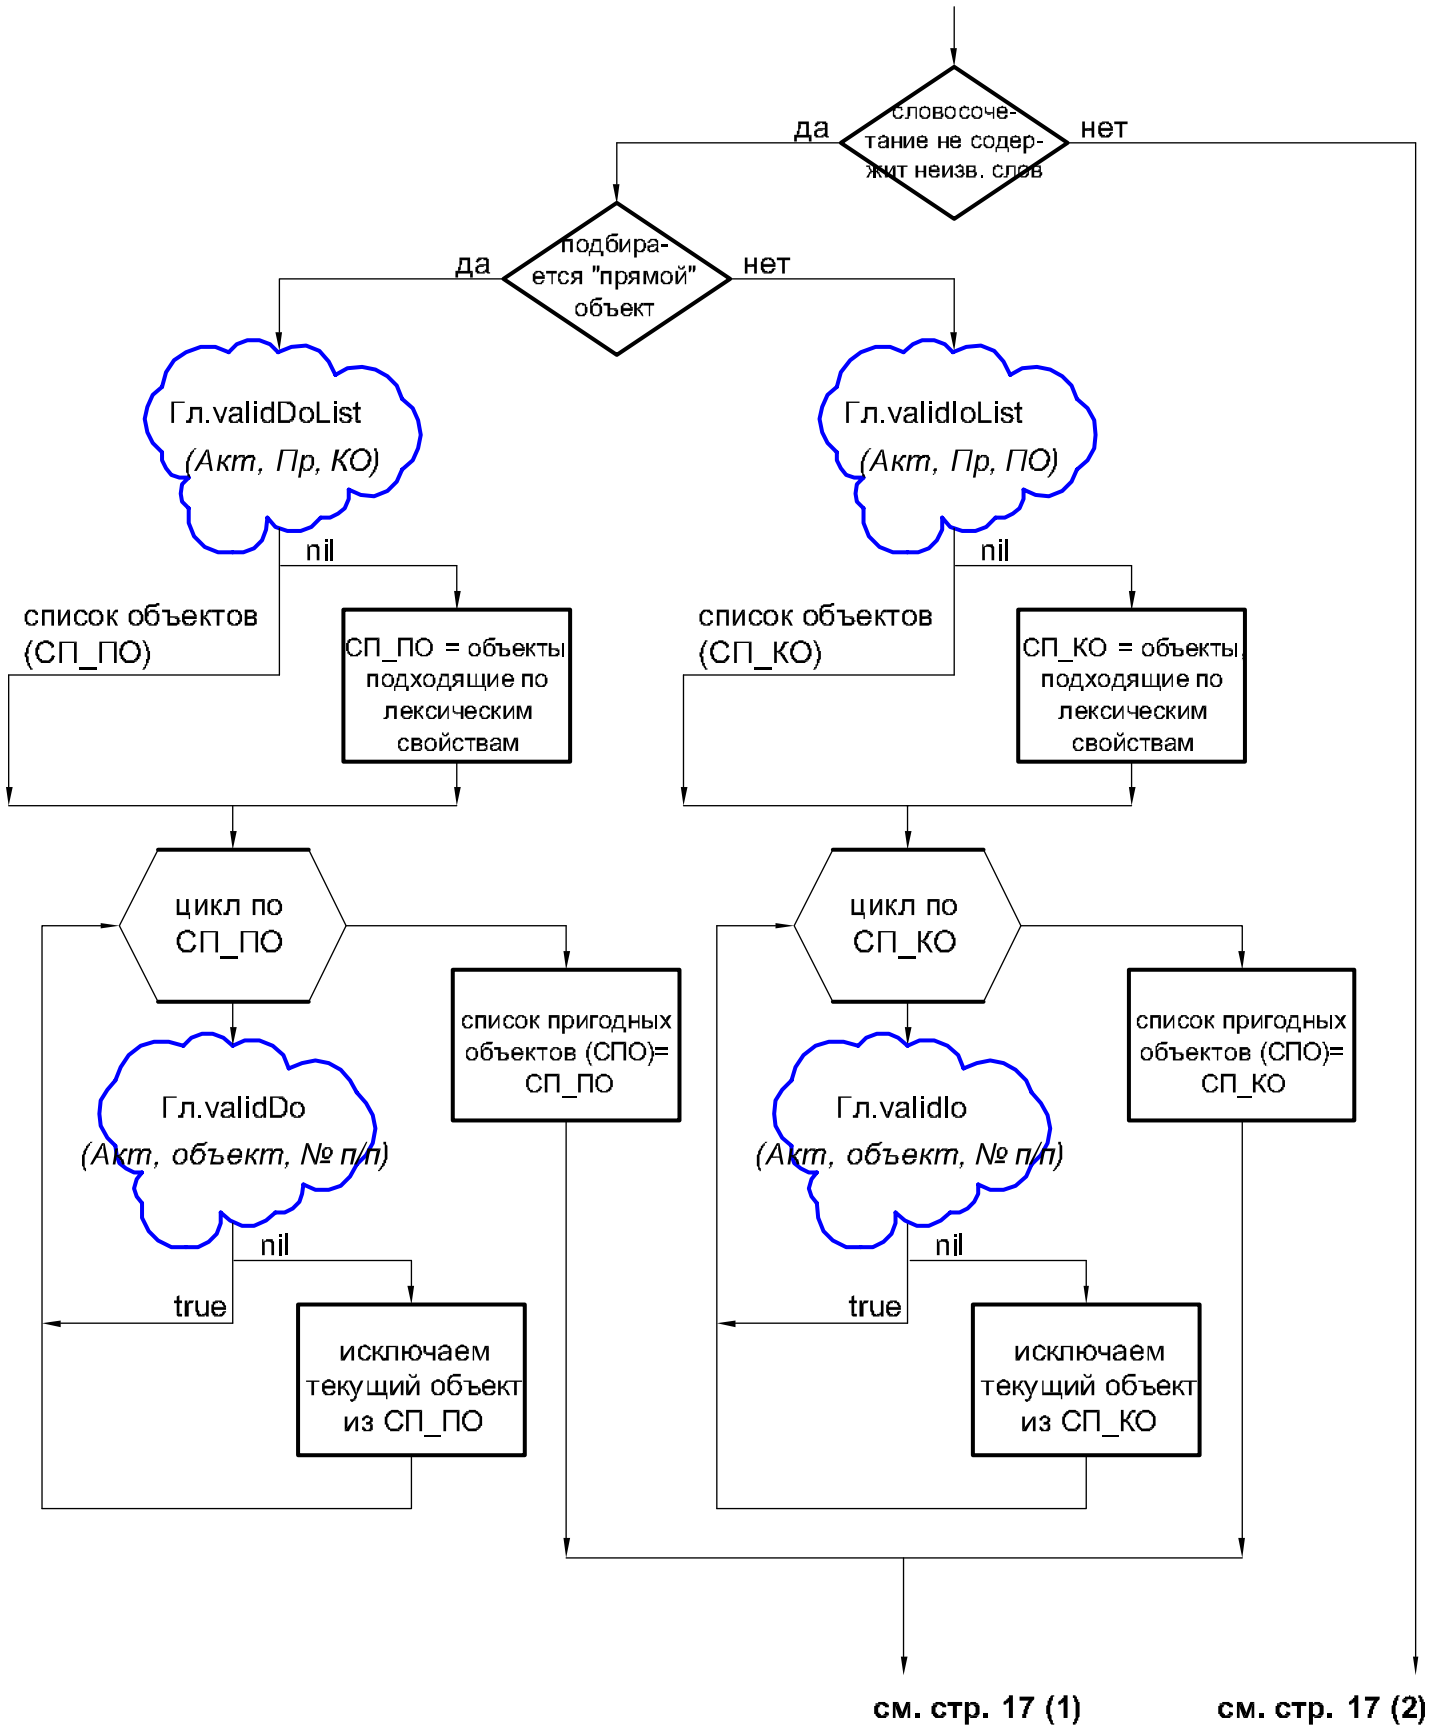 словосоче-
тание не содер-
жит неизв. слов
да
нет
подбира-
ется "прямой"
объект
да
нет
Гл.validDoList
(Акт, Пр, КО)
Гл.validIoList
(Акт, Пр, ПО)
nil
nil
список объектов
(СП_ПО)
СП_ПО = объекты,
подходящие по
лексическим
свойствам
список объектов
(СП_КО)
СП_КО = объекты,
подходящие по
лексическим
свойствам
цикл по
СП_ПО
цикл по
СП_КО
список пригодных
объектов (СПО)=
СП_ПО
список пригодных
объектов (СПО)=
СП_КО
Гл.validDo
(Акт, объект, № п/п)
Гл.validIo
(Акт, объект, № п/п)
nil
true
nil
true
исключаем
текущий объект
из СП_ПО
исключаем
текущий объект
из СП_КО
см. стр. 17 (1)
см. стр. 17 (2)